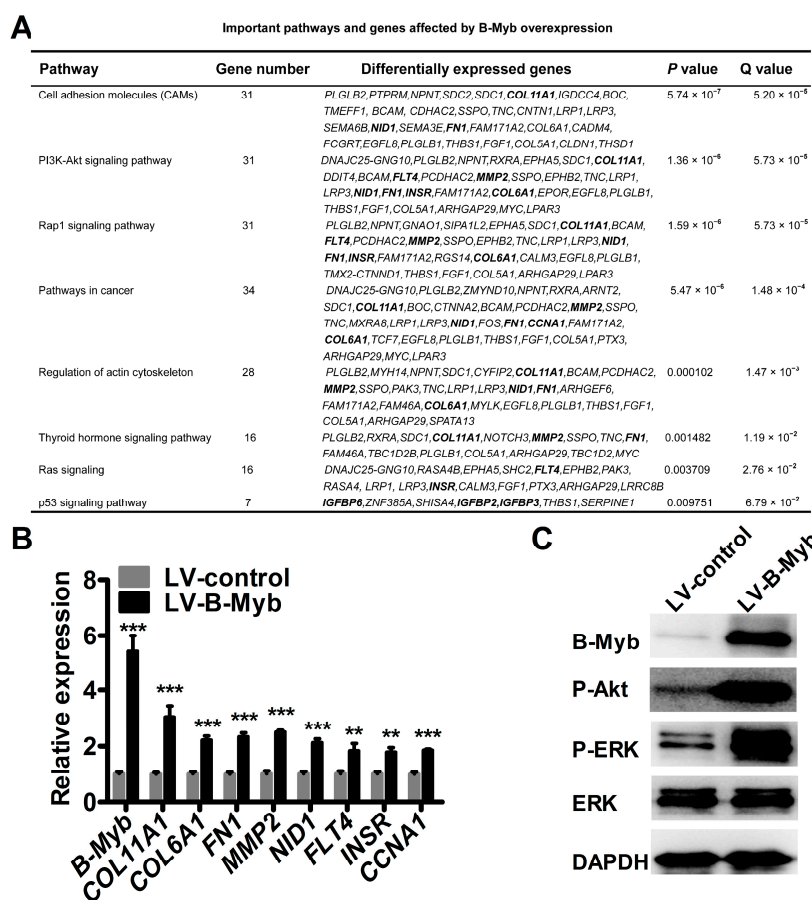 A
Important pathways and genes affected by B-Myb overexpression
Pathway Gene number Differentially expressed genes P value Q value
Cell adhesion molecules (CAMs) 31 PLGLB2,PTPRM,NPNT,SDC2,SDC1,COL11A1,IGDCC4,BOC, 5.74 × 10⁻⁷ 5.20 × 10⁻⁵
TMEFF1, BCAM, CDHAC2,SSPO,TNC,CNTN1,LRP1,LRP3,
SEMA6B,NID1,SEMA3E,FN1,FAM171A2,COL6A1,CADM4,
FCGRT,EGFL8,PLGLB1,THBS1,FGF1,COL5A1,CLDN1,THSD1
PI3K-Akt signaling pathway 31 DNAJC25-GNG10,PLGLB2,NPNT,RXRA,EPHA5,SDC1,COL11A1, 1.36 × 10⁻⁶ 5.73 × 10⁻⁵
DDIT4,BCAM,FLT4,PCDHAC2,MMP2,SSPO,EPHB2,TNC,LRP1,
LRP3,NID1,FN1,INSR,FAM171A2,COL6A1,EPOR,EGFL8,PLGLB1,
THBS1,FGF1,COL5A1,ARHGAP29,MYC,LPAR3
Rap1 signaling pathway 31 PLGLB2,NPNT,GNAO1,SIPA1L2,EPHA5,SDC1,COL11A1,BCAM, 1.59 × 10⁻⁶ 5.73 × 10⁻⁵
FLT4,PCDHAC2,MMP2,SSPO,EPHB2,TNC,LRP1,LRP3,NID1,
FN1,INSR,FAM171A2,RGS14,COL6A1,CALM3,EGFL8,PLGLB1,
TMX2-CTNND1,THBS1,FGF1,COL5A1,ARHGAP29,LPAR3
Pathways in cancer 34 DNAJC25-GNG10,PLGLB2,ZMYND10,NPNT,RXRA,ARNT2, 5.47 × 10⁻⁶ 1.48 × 10⁻⁴
SDC1,COL11A1,BOC,CTNNA2,BCAM,PCDHAC2,MMP2,SSPO,
TNC,MXRA8,LRP1,LRP3,NID1,FOS,FN1,CCNA1,FAM171A2,
COL6A1,TCF7,EGFL8,PLGLB1,THBS1,FGF1,COL5A1,PTX3,
ARHGAP29,MYC,LPAR3
Regulation of actin cytoskeleton 28 PLGLB2,MYH14,NPNT,SDC1,CYFIP2,COL11A1,BCAM,PCDHAC2, 0.000102 1.47 × 10⁻³
MMP2,SSPO,PAK3,TNC,LRP1,LRP3,NID1,FN1,ARHGEF6,
FAM171A2,FAM46A,COL6A1,MYLK,EGFL8,PLGLB1,THBS1,FGF1,
COL5A1,ARHGAP29,SPATA13
Thyroid hormone signaling pathway 16 PLGLB2,RXRA,SDC1,COL11A1,NOTCH3,MMP2,SSPO,TNC,FN1, 0.001482 1.19 × 10⁻²
FAM46A,TBC1D2B,PLGLB1,COL5A1,ARHGAP29,TBC1D2,MYC
Ras signaling 16 DNAJC25-GNG10,RASA4B,EPHA5,SHC2,FLT4,EPHB2,PAK3, 0.003709 2.76 × 10⁻²
RASA4, LRP1, LRP3,INSR,CALM3,FGF1,PTX3,ARHGAP29,LRRC8B
p53 signaling pathway 7 IGFBP6,ZNF385A,SHISA4,IGFBP2,IGFBP3,THBS1,SERPINE1 0.009751 6.79 × 10⁻²
B
LV-control
LV-B-Myb
Relative expression
8
6
4
2
0
*** *** *** *** *** *** ** ** ***
B-Myb COL11A1 COL6A1 FN1 MMP2 NID1 FLT4 INSR CCNA1
C
LV-control LV-B-Myb
B-Myb
P-Akt
P-ERK
ERK
DAPDH